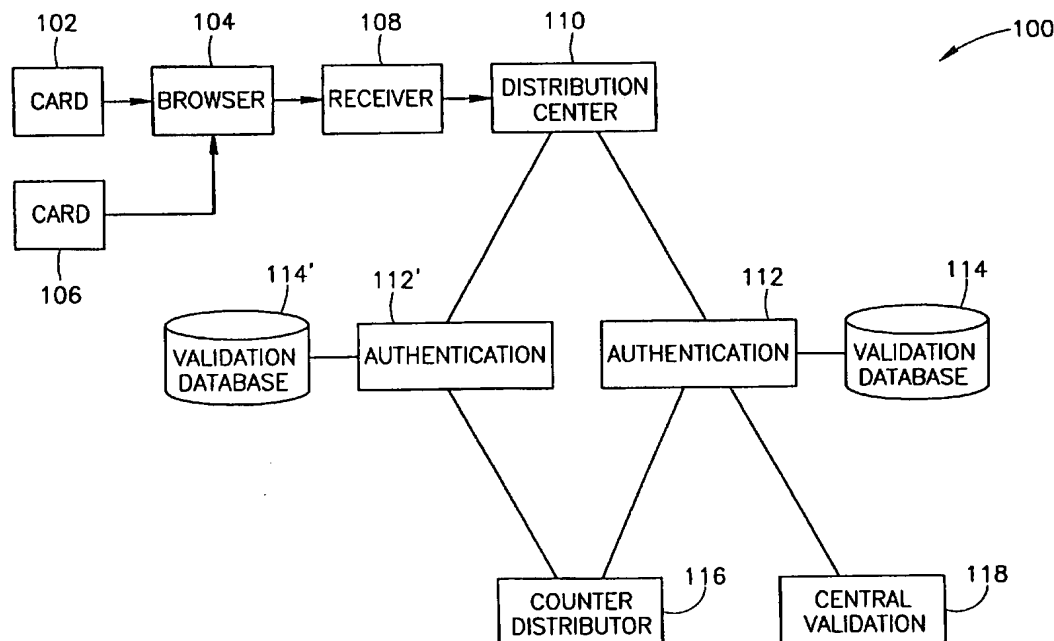 102
104
108
110
100
CARD
BROWSER
RECEIVER
DISTRIBUTION
CENTER
CARD
106
114'
112'
112
114
VALIDATION
DATABASE
AUTHENTICATION
AUTHENTICATION
VALIDATION
DATABASE
COUNTER
DISTRIBUTOR
116
CENTRAL
VALIDATION
118